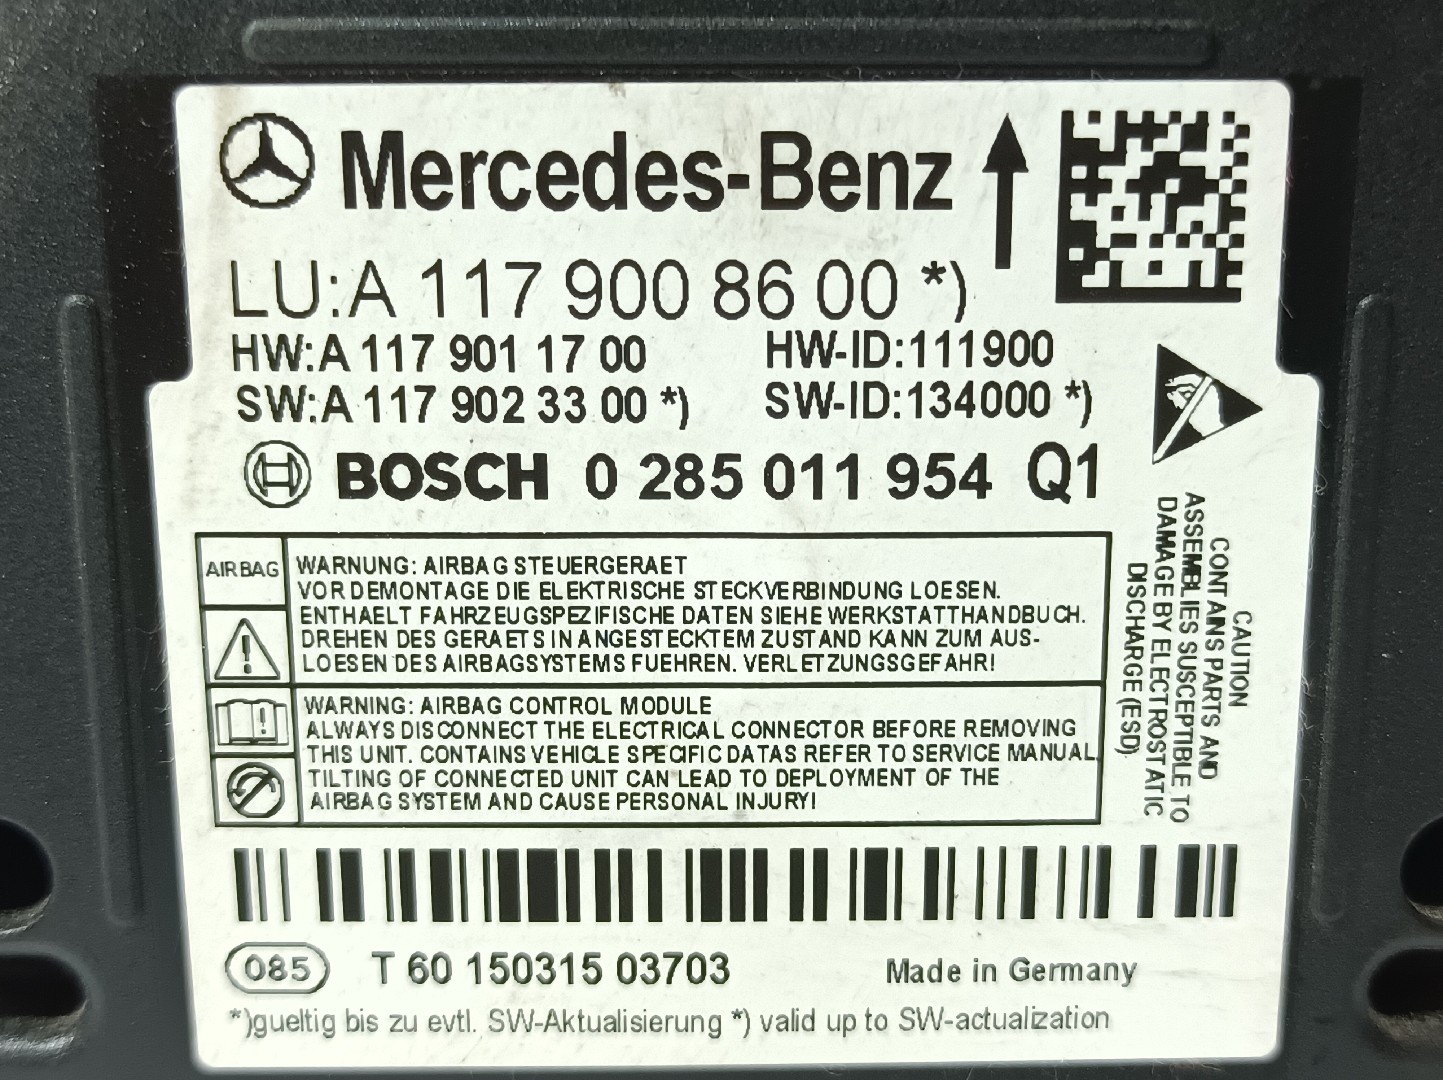 Mercedes-Benz
LU:A 117 900 86 00 *)
HW:A 117 901 17 00 HW-ID:111900
SW:A 117 902 33 00 *) SW-ID:134000 *)
BOSCH 0 285 011 954 Q1
AIRBAG
WARNUNG: AIRBAG STEUERGERAET
VOR DEMONTAGE DIE ELEKTRISCHE STECKVERBINDUNG LOESEN.
ENTHAELT FAHRZEUGSPEZIFISCHE DATEN SIEHE WERKSTATTHANDBUCH.
DREHEN DES GERAETS IN ANGESTECKTEM ZUSTAND KANN ZUM AUS-
LOESEN DES AIRBAGSYSTEMS FUEHREN. VERLETZUNGSGEFAHR!
WARNING: AIRBAG CONTROL MODULE
ALWAYS DISCONNECT THE ELECTRICAL CONNECTOR BEFORE REMOVING
THIS UNIT. CONTAINS VEHICLE SPECIFIC DATAS REFER TO SERVICE MANUAL.
TILTING OF CONNECTED UNIT CAN LEAD TO DEPLOYMENT OF THE
AIRBAG SYSTEM AND CAUSE PERSONAL INJURY!
CAUTION
CONTAINS PARTS AND
ASSEMBLIES SUSCEPTIBLE TO
DAMAGE BY ELECTROSTATIC
DISCHARGE (ESD)
085 T 60 150315 03703 Made in Germany
*)gueltig bis zu evtl. SW-Aktualisierung *) valid up to SW-actualization